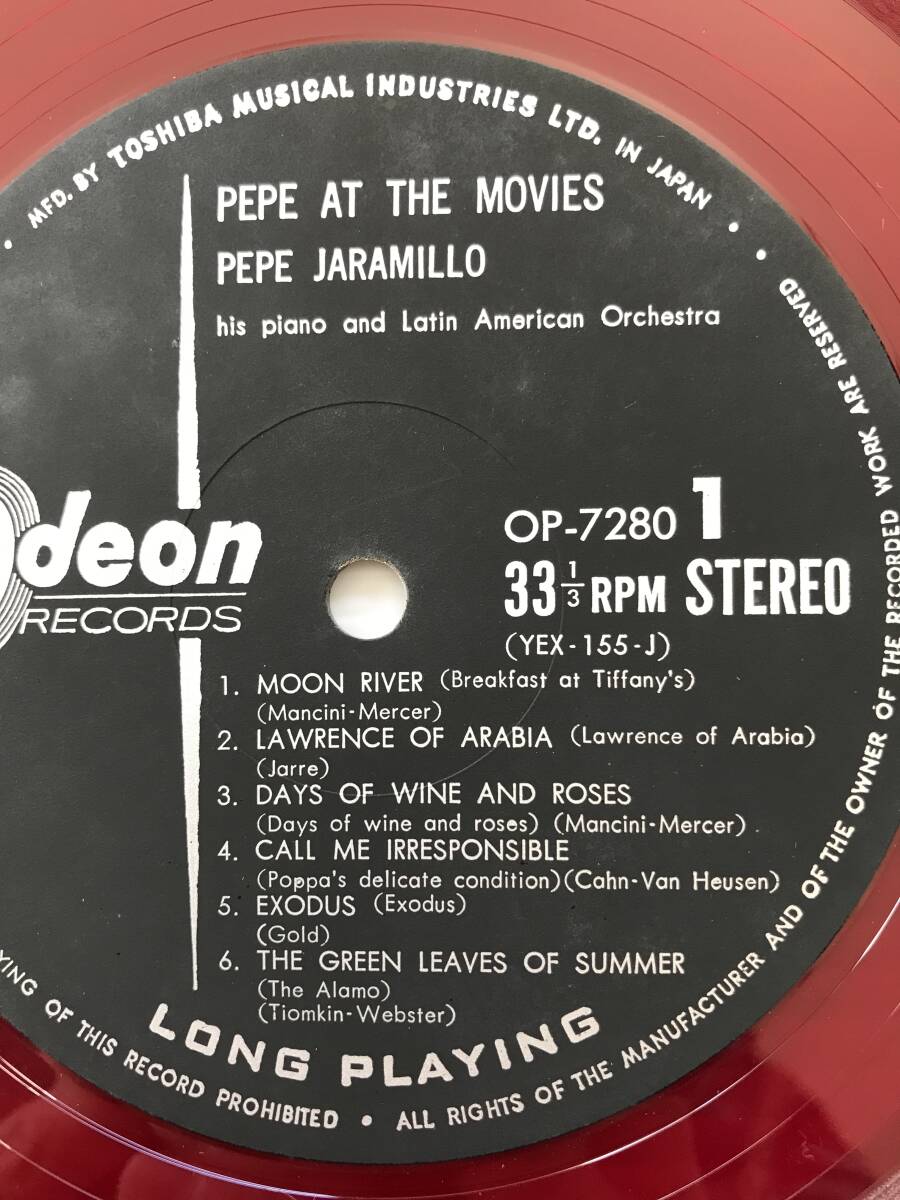 MFD. BY TOSHIBA MUSICAL INDUSTRIES LTD. IN JAPAN
PEPE AT THE MOVIES
PEPE JARAMILLO
his piano and Latin American Orchestra
Odeon
RECORDS
OP-7280 1
33 1/3 RPM STEREO
(YEX-155-J)
1. MOON RIVER (Breakfast at Tiffany's)
(Mancini-Mercer)
2. LAWRENCE OF ARABIA (Lawrence of Arabia)
(Jarre)
3. DAYS OF WINE AND ROSES
(Days of wine and roses) (Mancini-Mercer)
4. CALL ME IRRESPONSIBLE
(Poppa's delicate condition)(Cahn-Van Heusen)
5. EXODUS (Exodus)
(Gold)
6. THE GREEN LEAVES OF SUMMER
(The Alamo)
(Tiomkin-Webster)
LONG PLAYING
OF THIS RECORD PROHIBITED • ALL RIGHTS OF THE MANUFACTURER AND OF THE OWNER OF THE RECORDED WORK ARE RESERVED